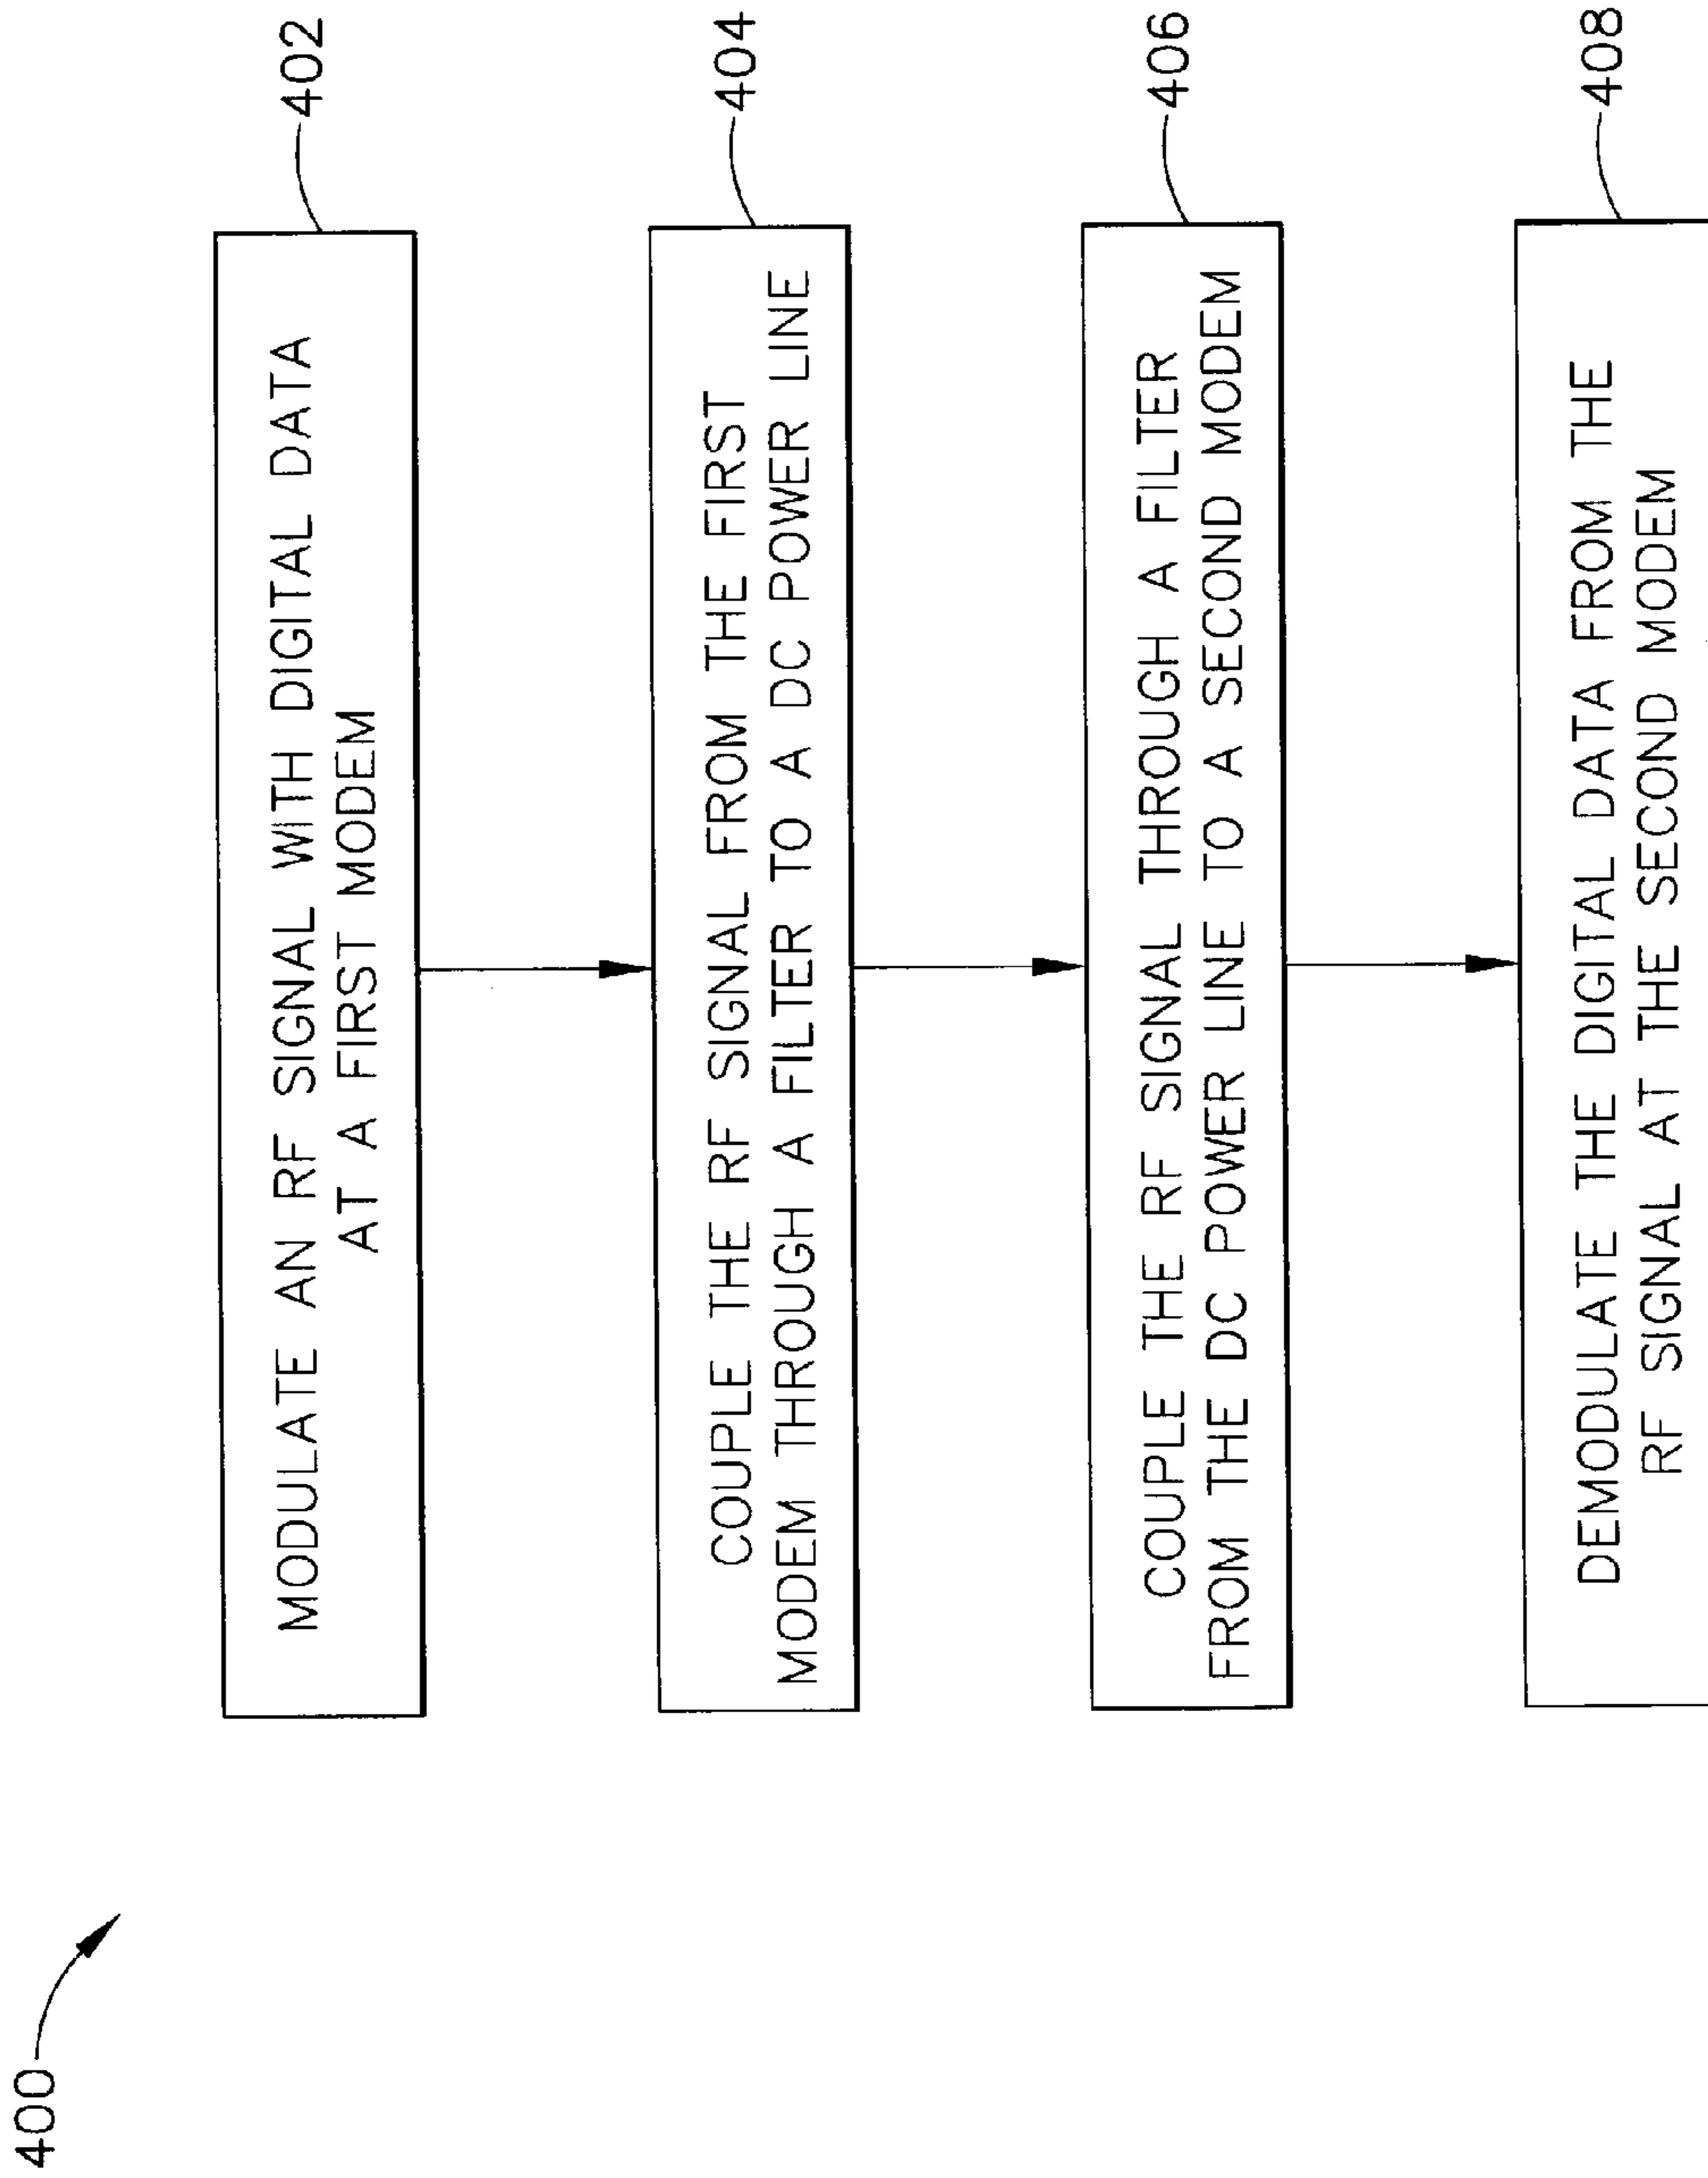 400
MODULATE AN RF SIGNAL WITH DIGITAL DATA
AT A FIRST MODEM
402
COUPLE THE RF SIGNAL FROM THE FIRST
MODEM THROUGH A FILTER TO A DC POWER LINE
404
COUPLE THE RF SIGNAL THROUGH A FILTER
FROM THE DC POWER LINE TO A SECOND MODEM
406
DEMODULATE THE DIGITAL DATA FROM THE
RF SIGNAL AT THE SECOND MODEM
408